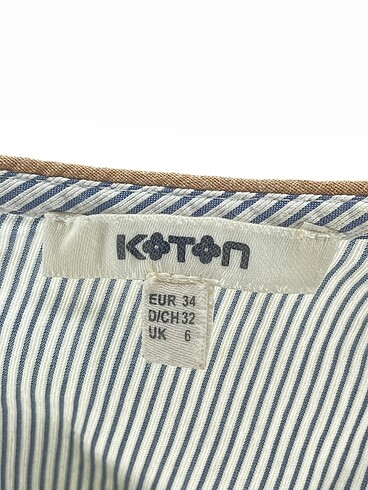 KOTON
EUR 34
D/CH 32
UK 6